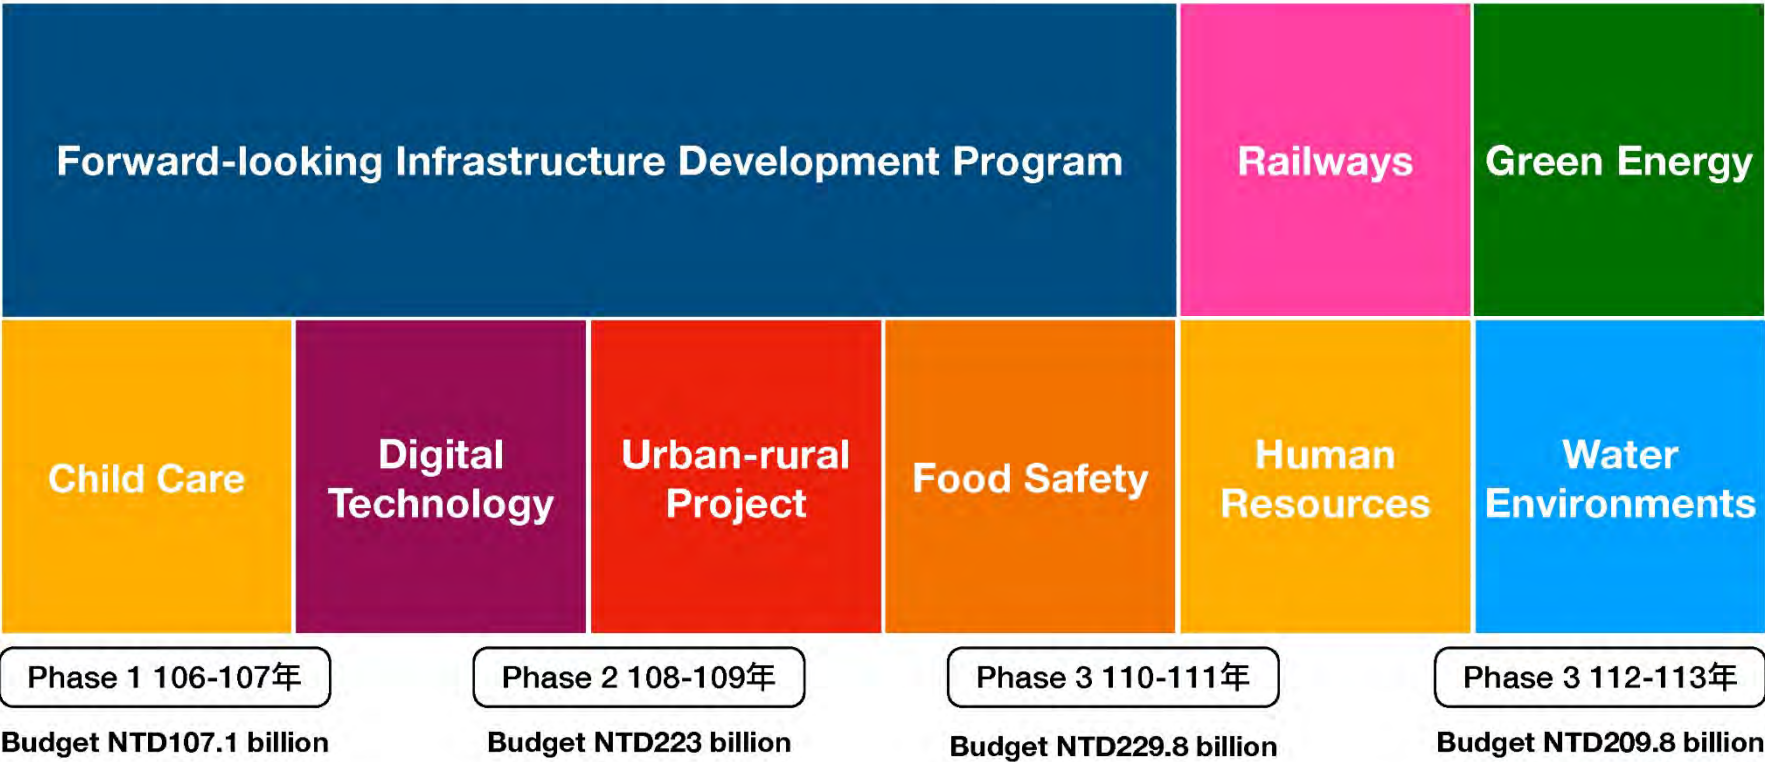 Forward-looking Infrastructure Development Program
Railways
Green Energy
Child Care
Digital
Technology
Urban-rural
Project
Food Safety
Human
Resources
Water
Environments
Phase 1 106-107年
Phase 2 108-109年
Phase 3 110-111年
Phase 3 112-113年
Budget NTD107.1 billion
Budget NTD223 billion
Budget NTD229.8 billion
Budget NTD209.8 billion